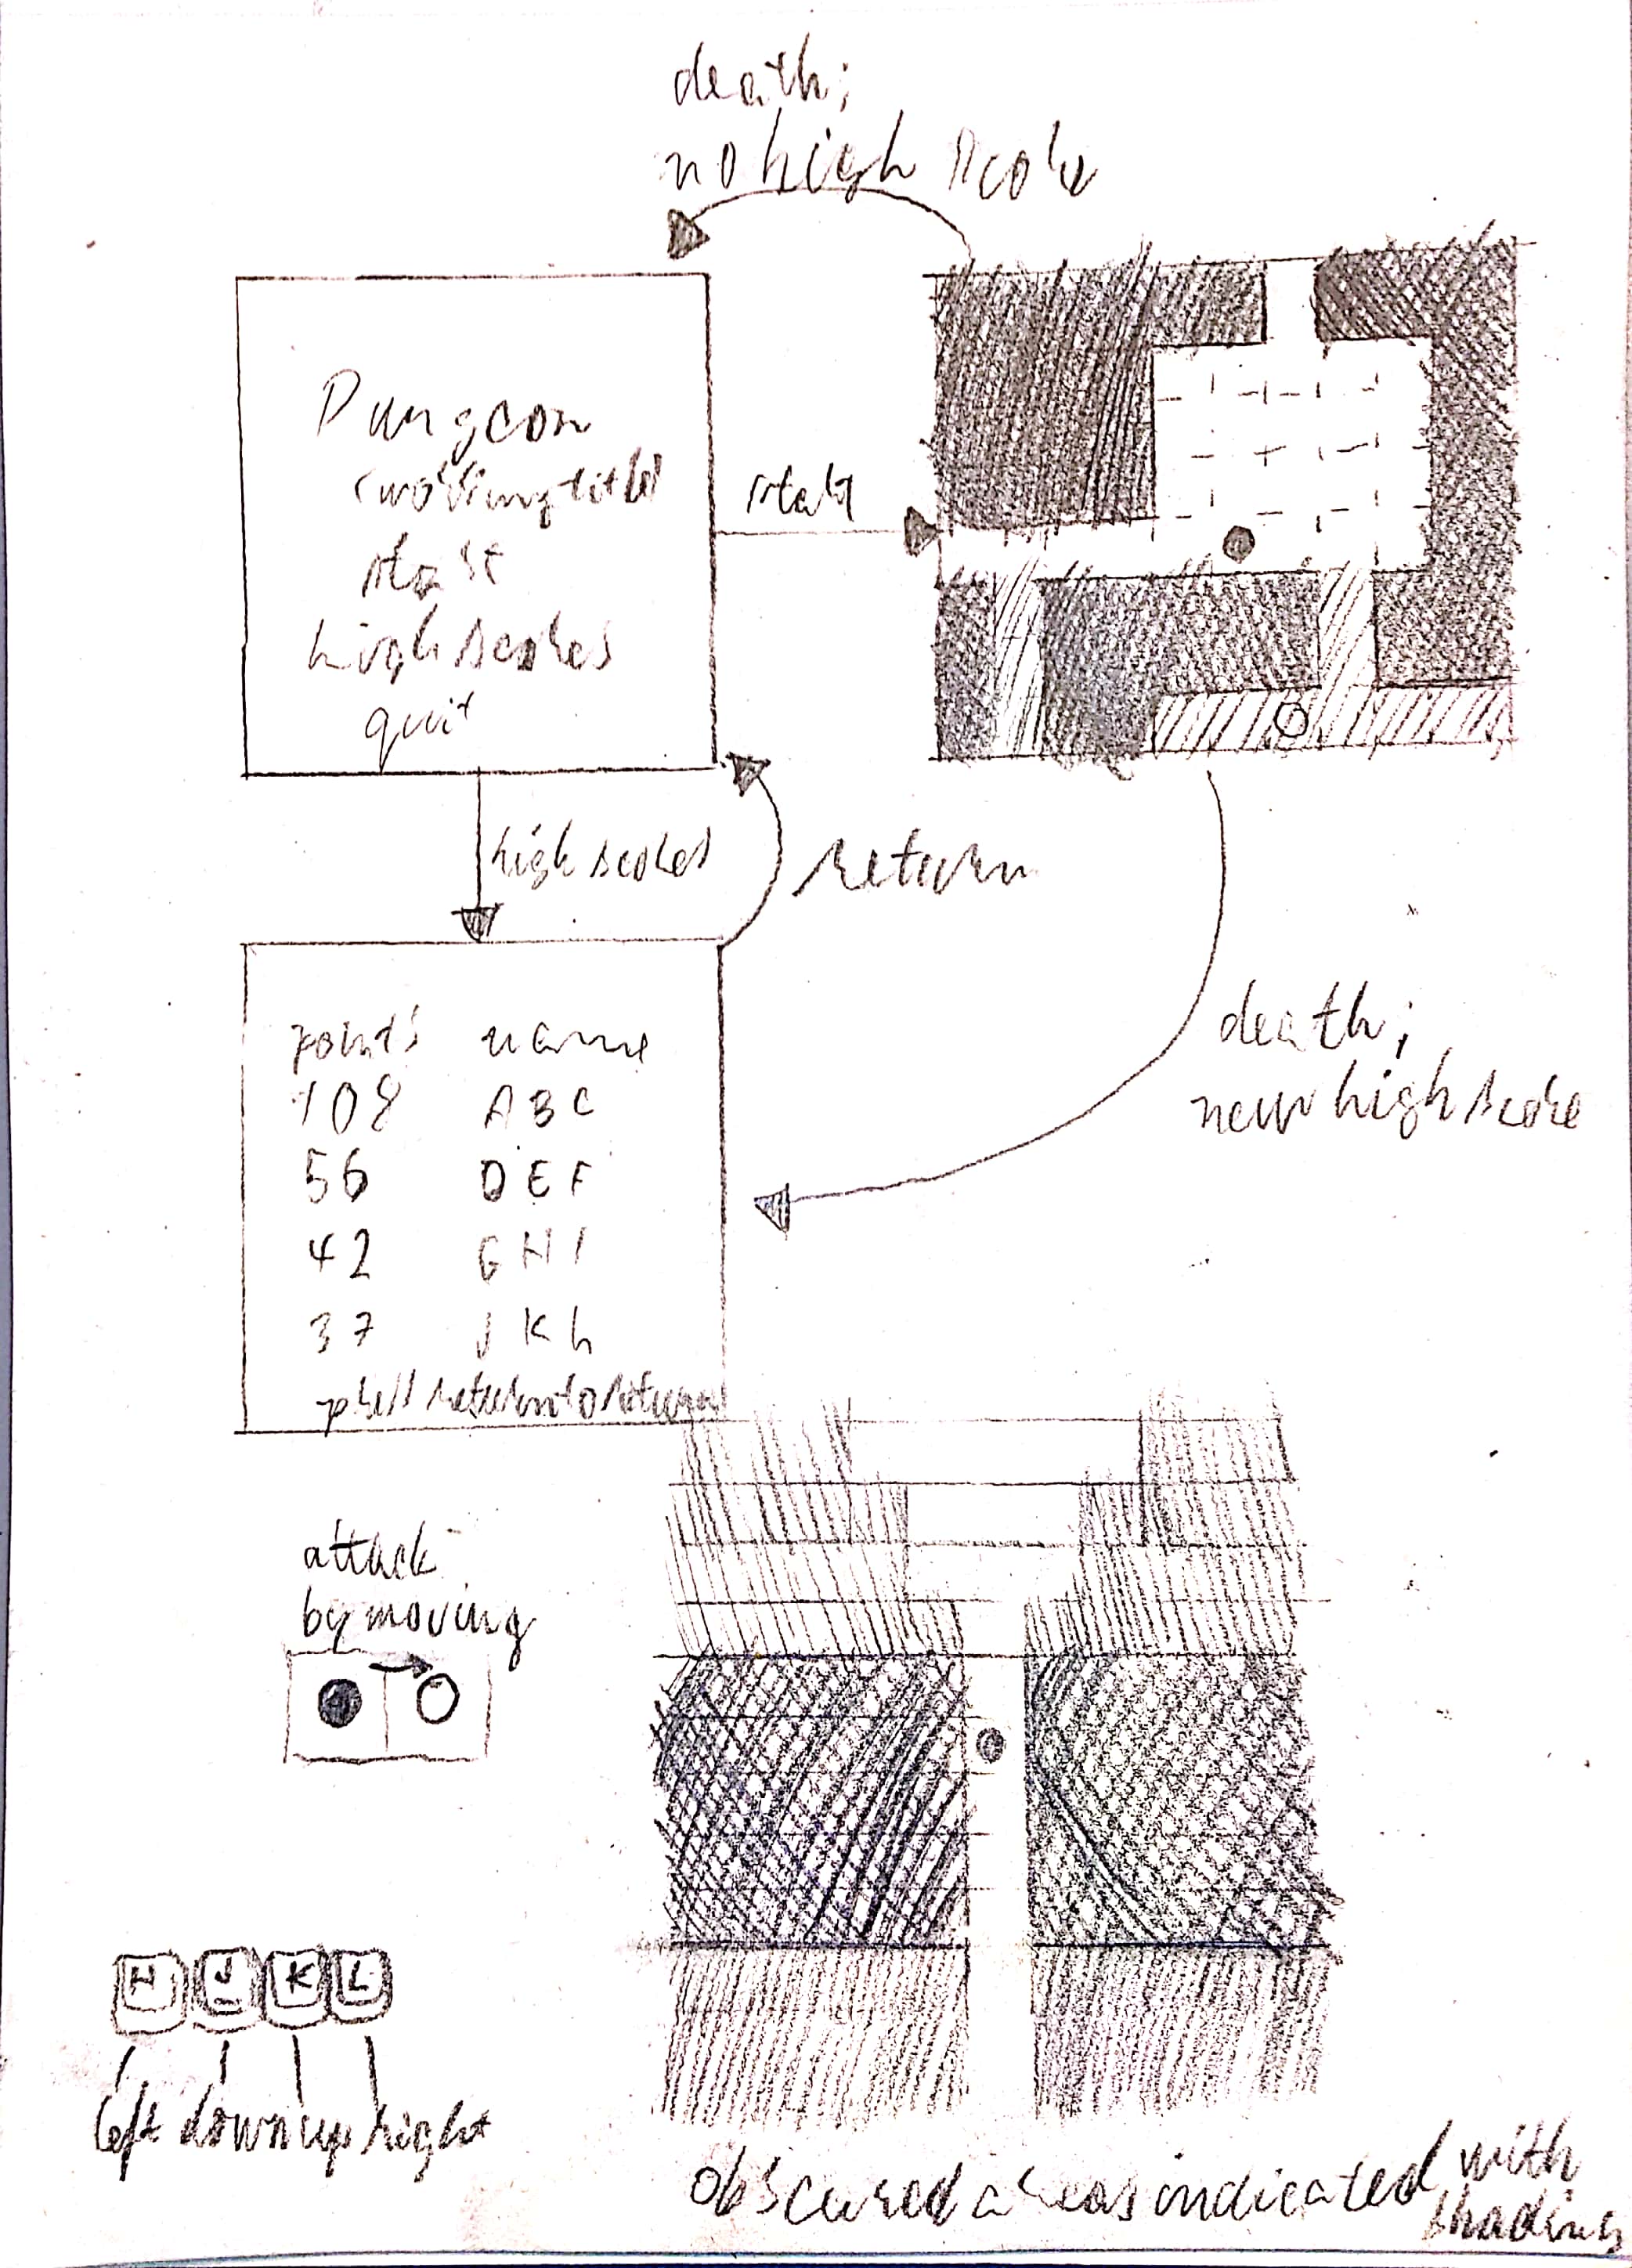 death;
no high score
Dungeon
(working title)
start
high scores
quit
start
high scores
return
points name
108 ABC
56 DEF
42 GHI
37 JKL
press return to return
death;
new high score
attack
by moving
H J K L
left down up right
obscured areas indicated with
shading